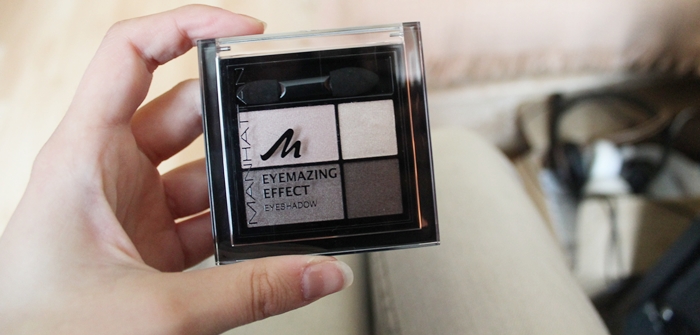 MANHATTAN
M
EYEMAZING
EFFECT
EYESHADOW